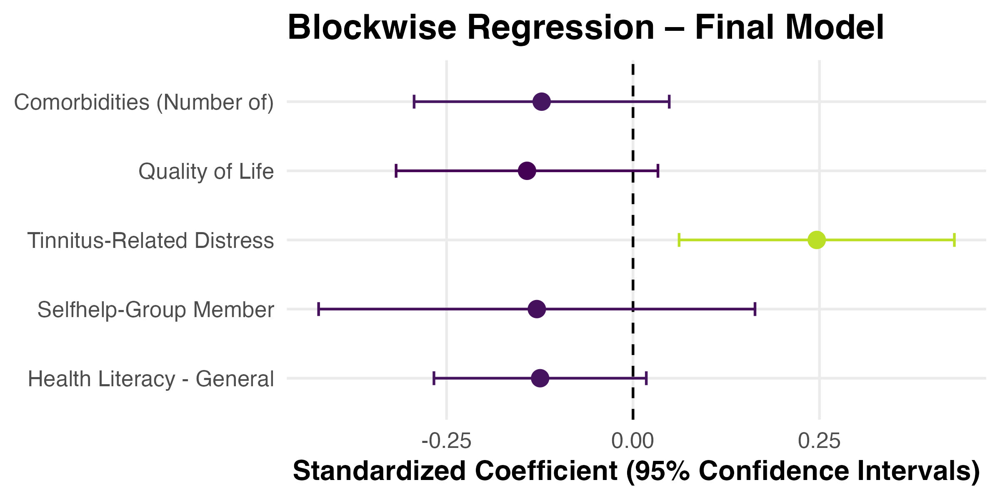 Blockwise Regression – Final Model
Comorbidities (Number of)
Quality of Life
Tinnitus-Related Distress
Selfhelp-Group Member
Health Literacy - General
-0.25
0.00
0.25
Standardized Coefficient (95% Confidence Intervals)